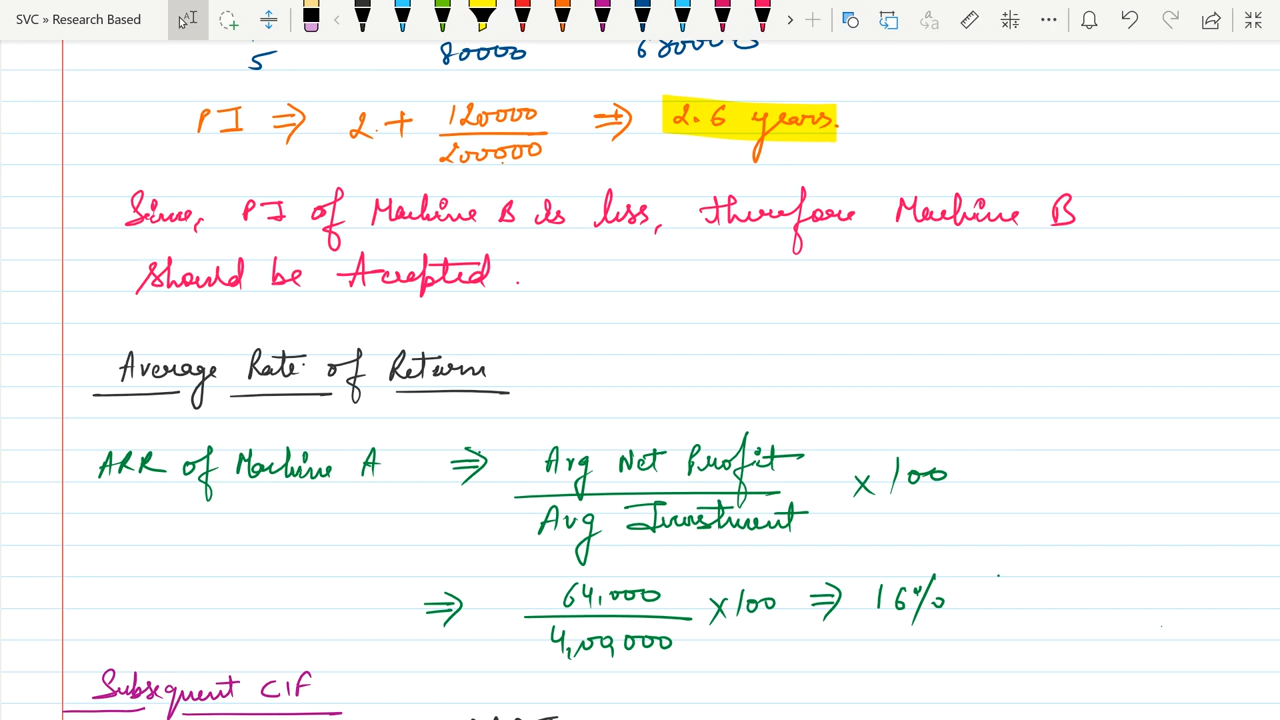 SVC » Research Based
5 80000 680000
PI ⇒ 2 + 120000/200000 ⇒ 2.6 years.
Since, PI of Machine B is less, therefore Machine B
should be Accepted.
Average Rate of Return
ARR of Machine A ⇒ Avg Net Profit / Avg Investment × 100
⇒ 64,000 / 4,00,000 × 100 ⇒ 16%
Subsequent CIF